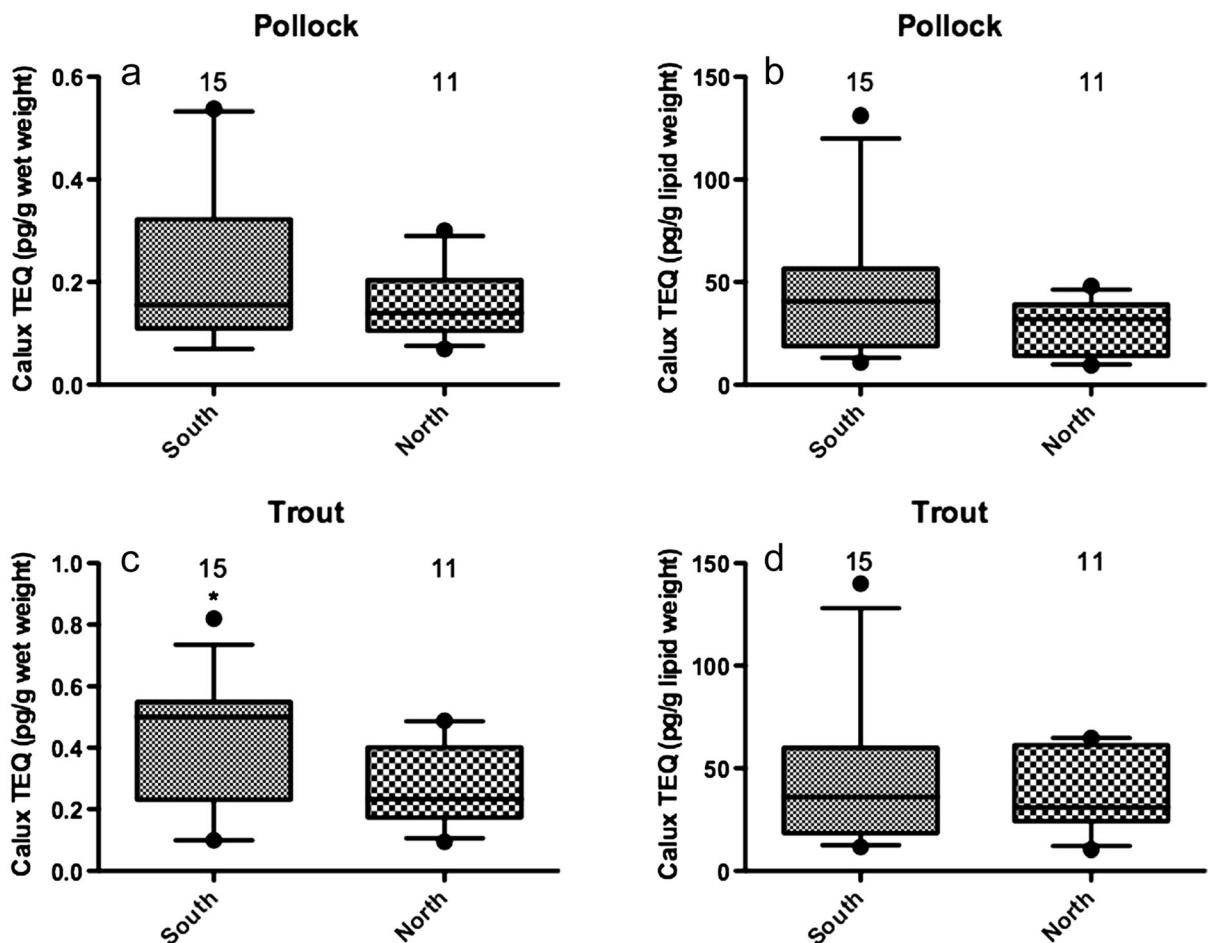 Pollock
a
15
11
Calux TEQ (pg/g wet weight)
0.6
0.4
0.2
0.0
South
North
Pollock
b
15
11
Calux TEQ (pg/g lipid weight)
150
100
50
0
South
North
Trout
c
15
*
11
Calux TEQ (pg/g wet weight)
1.0
0.8
0.6
0.4
0.2
0.0
South
North
Trout
d
15
11
Calux TEQ (pg/g lipid weight)
150
100
50
0
South
North